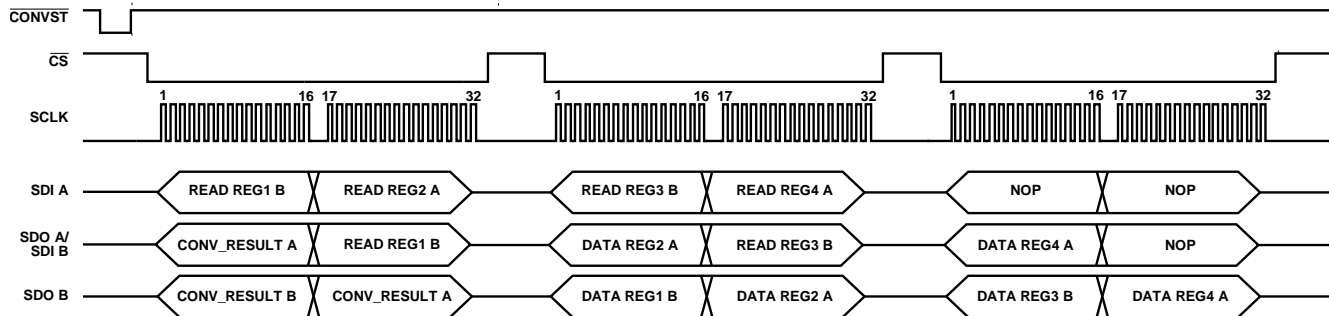 CONVST
CS
1 16 17 32 1 16 17 32 1 16 17 32
SCLK
SDI A READ REG1 B READ REG2 A READ REG3 B READ REG4 A NOP NOP
SDO A/
SDI B CONV_RESULT A READ REG1 B DATA REG2 A READ REG3 B DATA REG4 A NOP
SDO B CONV_RESULT B CONV_RESULT A DATA REG1 B DATA REG2 A DATA REG3 B DATA REG4 A